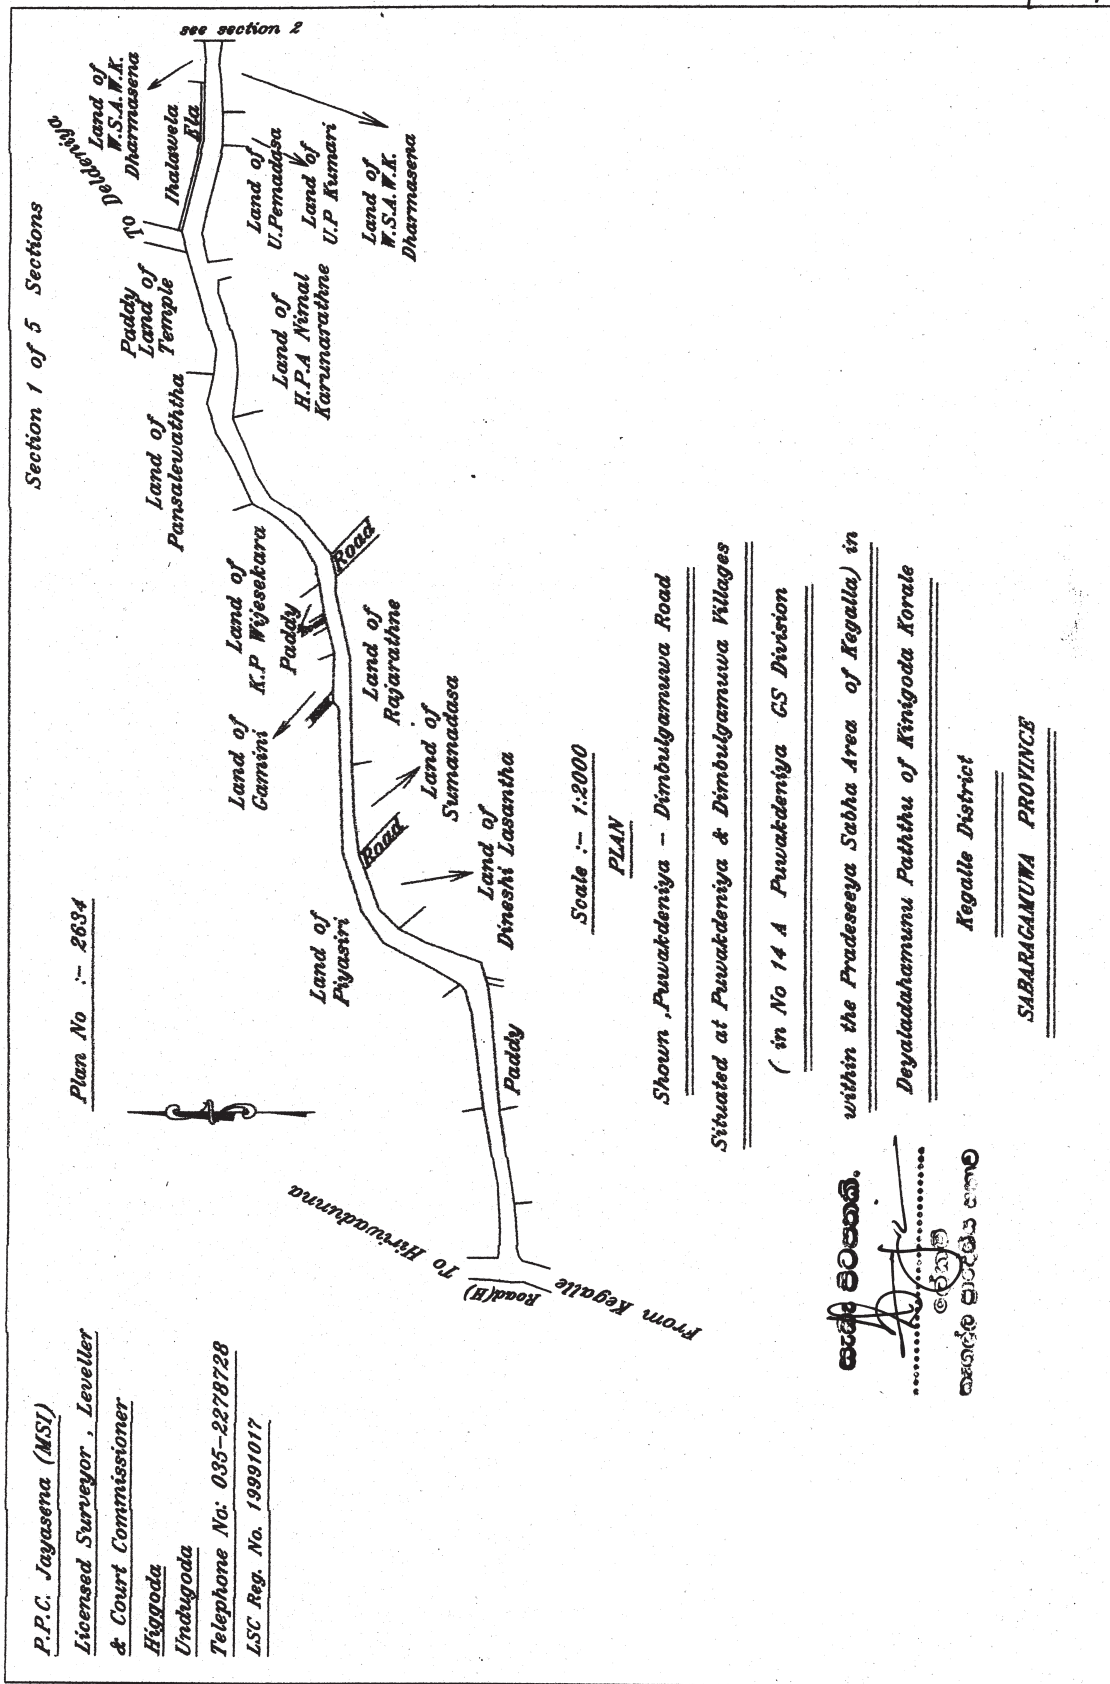 P.P.C. Jayasena (MSI)
Licensed Surveyor , Leveller
& Court Commissioner
Higgoda
Undugoda
Telephone No: 035-2278728
LSC Reg. No. 19991017
Plan No :- 2634
Section 1 of 5 Sections
From Kegalle
Road(H)
To Hiriwadunna
Paddy
Land of
Piyasiri
Land of
Dineshi Lasantha
Road
Land of
Sumanadasa
Land of
Gamini
Land of
Rajarathne
Land of
K.P Wijesekara
Paddy
Road
Land of
Pansalewaththa
Land of
H.P.A Nimal
Karunarathne
Paddy
Land of
Temple
To Deldeniya
Ihalawela
Ela
Land of
U.Pemadasa
Land of
U.P Kumari
Land of
W.S.A.W.K.
Dharmasena
Land of
W.S.A.W.K.
Dharmasena
see section 2
Scale :- 1:2000
PLAN
Shown ,Puwakdeniya - Dimbulgamuwa Road
Situated at Puwakdeniya & Dimbulgamuwa Villages
( in No 14 A Puwakdeniya GS Division
within the Pradeseeya Sabha Area of Kegalla) in
Deyaladahamunu Paththu of Kinigoda Korale
Kegalle District
SABARAGAMUWA PROVINCE
සැබෑ පිටපතකි.
ලේකම්
කෑගල්ල ප්‍රාදේශීය සභාව